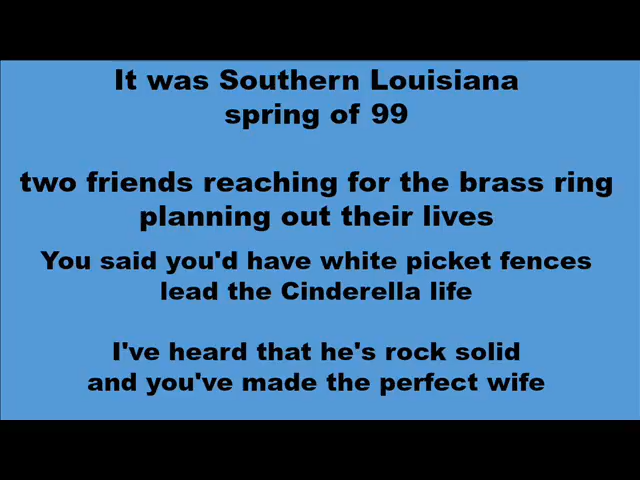 It was Southern Louisiana
spring of 99
two friends reaching for the brass ring
planning out their lives
You said you'd have white picket fences
lead the Cinderella life
I've heard that he's rock solid
and you've made the perfect wife